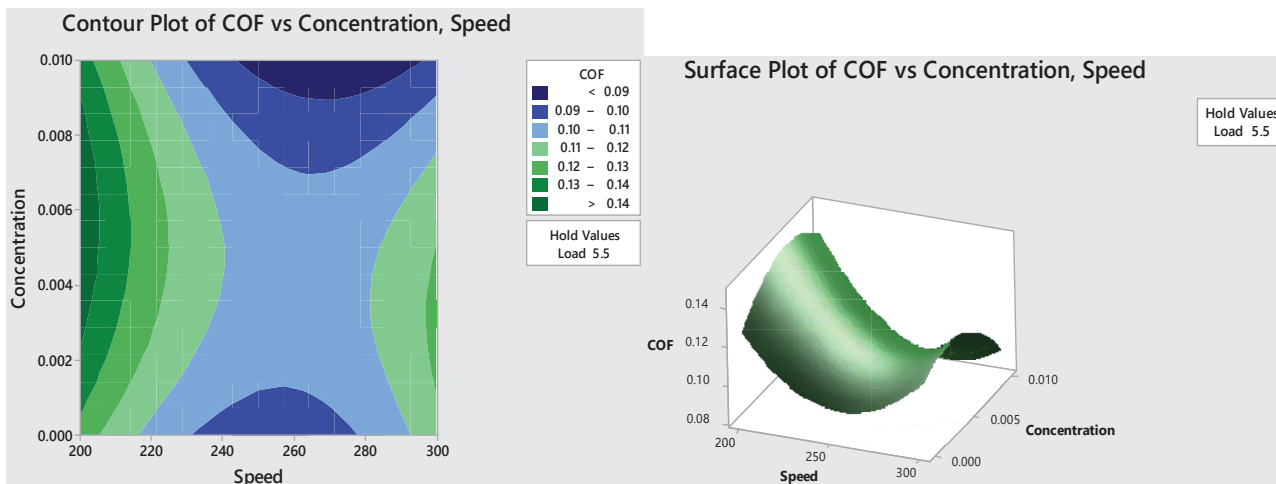 Contour Plot of COF vs Concentration, Speed
0.010
0.008
0.006
0.004
0.002
0.000
Concentration
200 220 240 260 280 300
Speed
COF
< 0.09
0.09 – 0.10
0.10 – 0.11
0.11 – 0.12
0.12 – 0.13
0.13 – 0.14
> 0.14
Hold Values
Load 5.5
Surface Plot of COF vs Concentration, Speed
Hold Values
Load 5.5
0.14
0.12
0.10
0.08
COF
200
250
300
Speed
0.010
0.005
0.000
Concentration